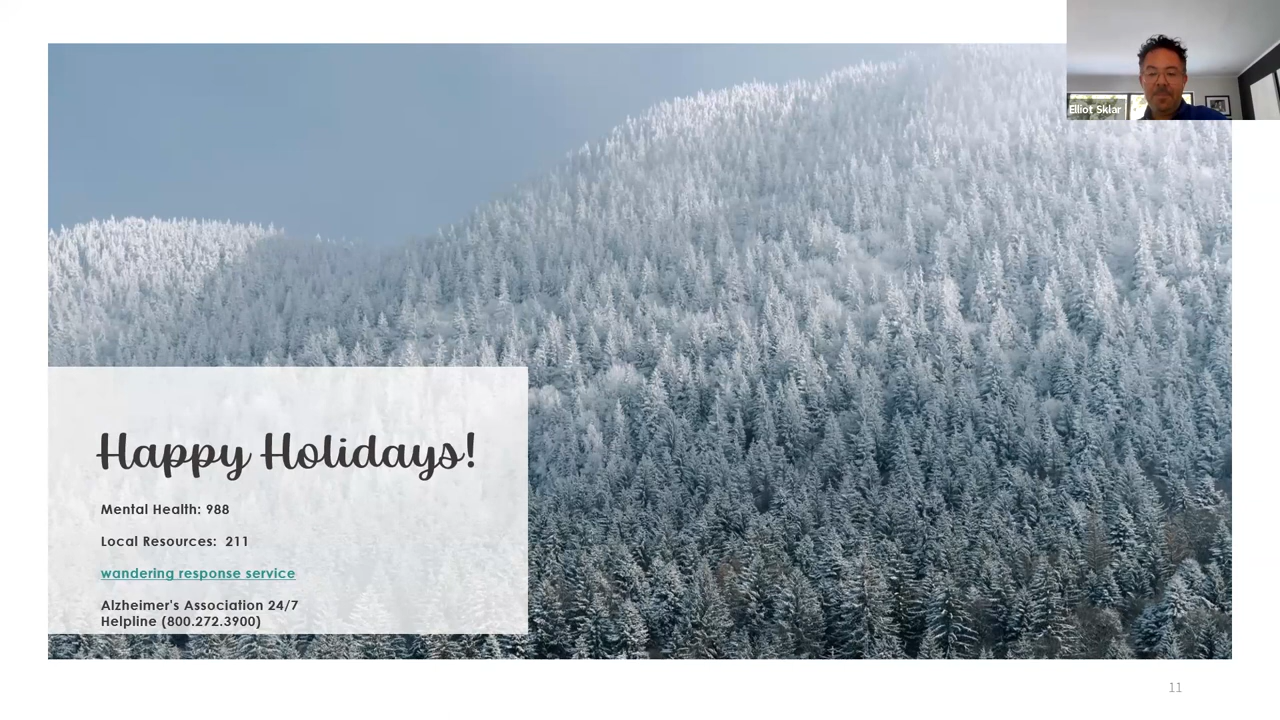 Elliot Sklar
Happy Holidays!
Mental Health: 988
Local Resources:  211
wandering response service
Alzheimer's Association 24/7
Helpline (800.272.3900)
11